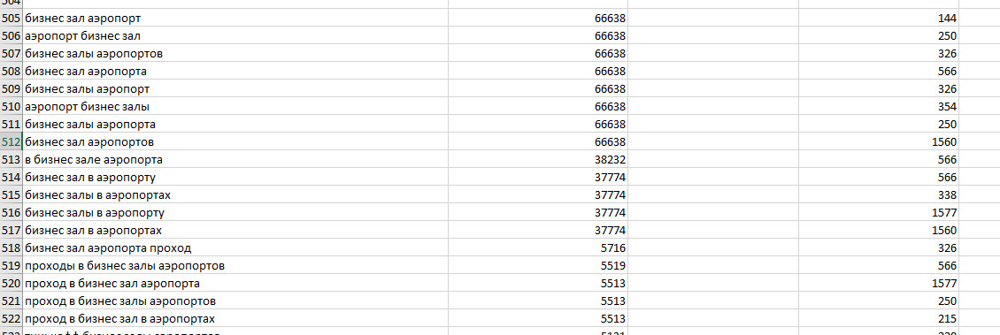 505 бизнес зал аэропорт 66638 144
506 аэропорт бизнес зал 66638 250
507 бизнес залы аэропортов 66638 326
508 бизнес зал аэропорта 66638 566
509 бизнес залы аэропорт 66638 326
510 аэропорт бизнес залы 66638 354
511 бизнес залы аэропорта 66638 250
512 бизнес зал аэропортов 66638 1560
513 в бизнес зале аэропорта 38232 566
514 бизнес зал в аэропорту 37774 566
515 бизнес залы в аэропортах 37774 338
516 бизнес залы в аэропорту 37774 1577
517 бизнес зал в аэропортах 37774 1560
518 бизнес зал аэропорта проход 5716 326
519 проходы в бизнес залы аэропортов 5519 566
520 проход в бизнес зал аэропорта 5513 1577
521 проход в бизнес залы аэропортов 5513 250
522 проход в бизнес зал в аэропортах 5513 215